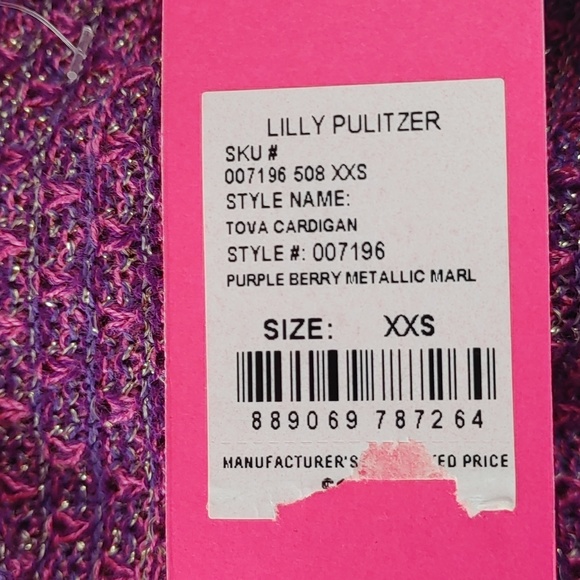 LILLY PULITZER
SKU #
007196 508 XXS
STYLE NAME:
TOVA CARDIGAN
STYLE #: 007196
PURPLE BERRY METALLIC MARL
SIZE: XXS
889069 787264
MANUFACTURER'S PRICE